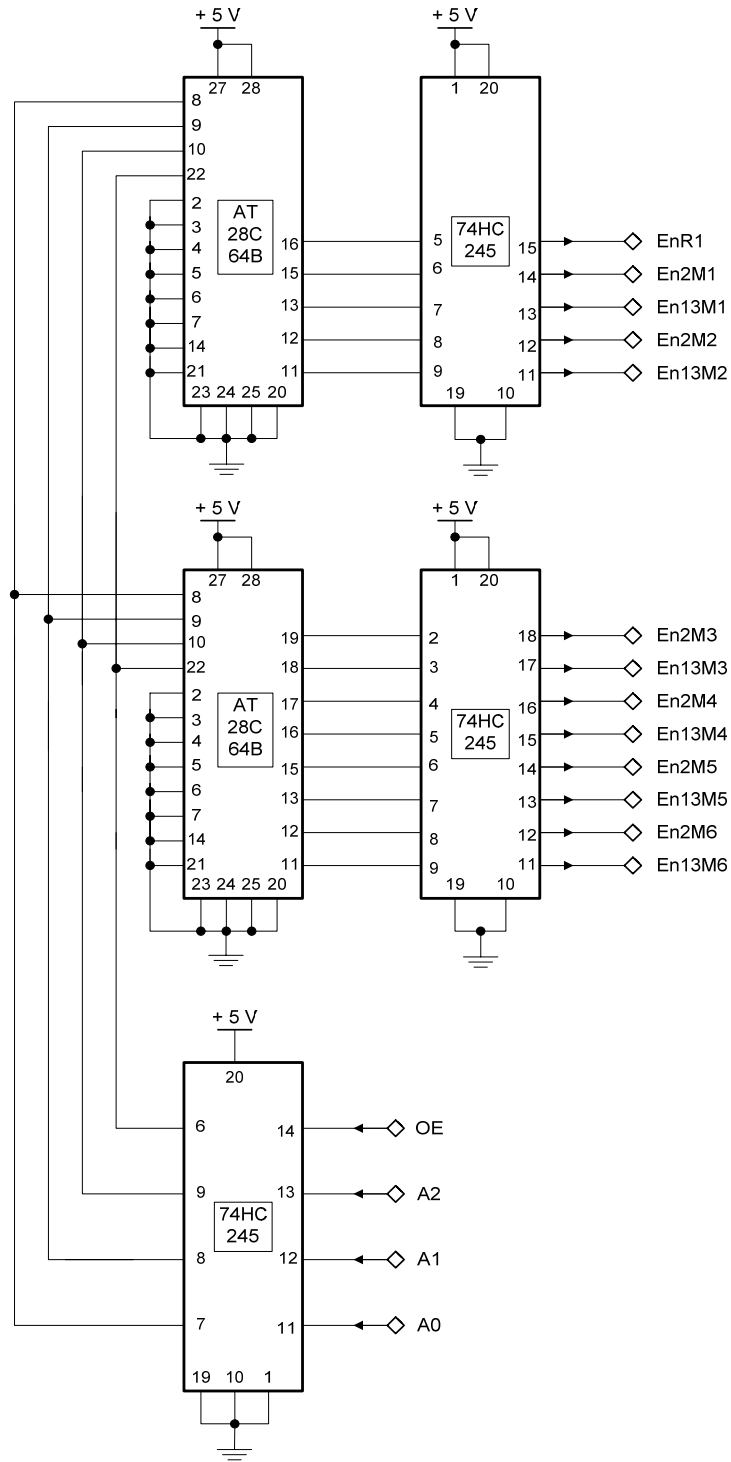 + 5 V
+ 5 V
27 28
1 20
8
9
10
22
2
3
4
5
6
7
14
21
AT
28C
64B
16
15
13
12
11
23 24 25 20
5
6
7
8
9
74HC
245
15
14
13
12
11
19 10
EnR1
En2M1
En13M1
En2M2
En13M2
+ 5 V
+ 5 V
27 28
1 20
8
9
10
22
2
3
4
5
6
7
14
21
AT
28C
64B
19
18
17
16
15
13
12
11
23 24 25 20
2
3
4
5
6
7
8
9
74HC
245
18
17
16
15
14
13
12
11
19 10
En2M3
En13M3
En2M4
En13M4
En2M5
En13M5
En2M6
En13M6
+ 5 V
20
6
9
8
7
74HC
245
14
13
12
11
19 10 1
OE
A2
A1
A0